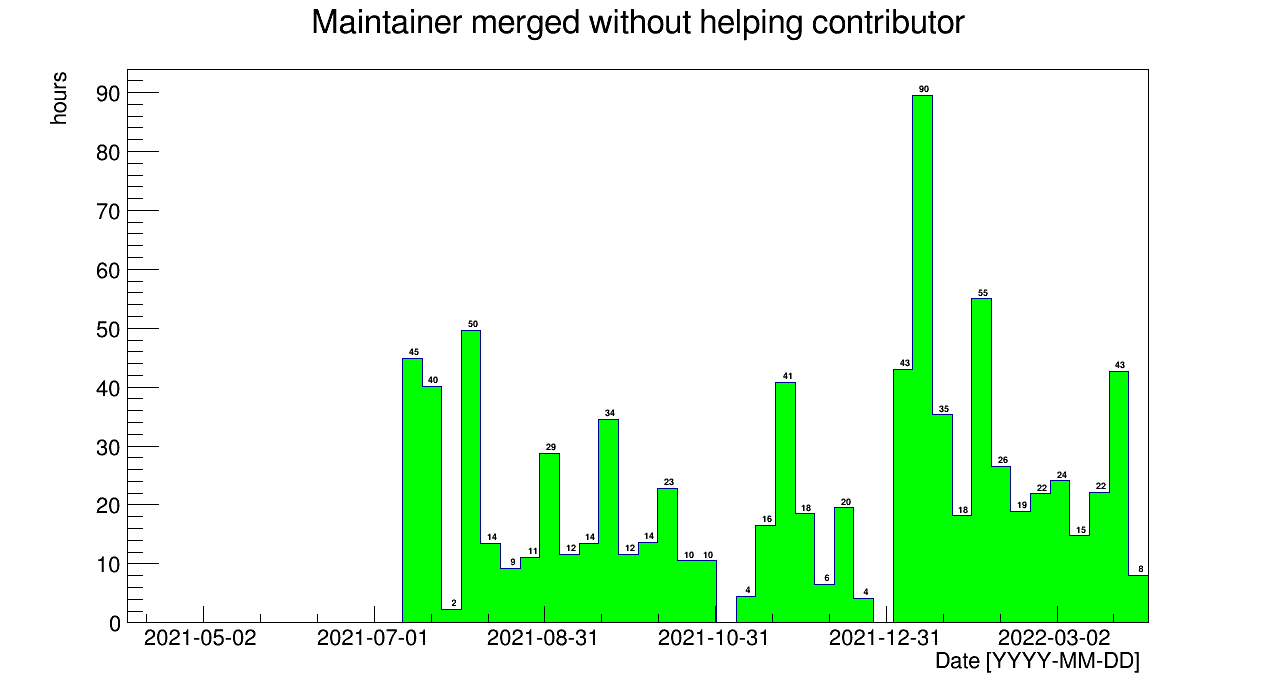 Maintainer merged without helping contributor
hours
90
80
70
60
50
40
30
20
10
0
45 40 2 50 14 9 11 29 12 14 34 12 14 23 10 10 4 16 41 18 6 20 4 43 90 35 18 55 26 19 22 24 15 22 43 8
2021-05-02 2021-07-01 2021-08-31 2021-10-31 2021-12-31 2022-03-02
Date [YYYY-MM-DD]